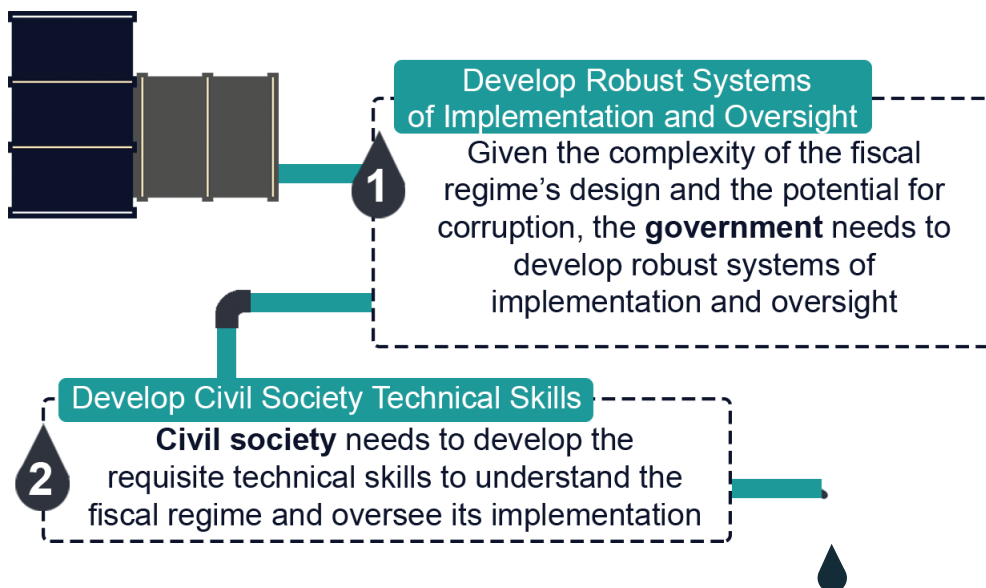 Develop Robust Systems
of Implementation and Oversight
1
Given the complexity of the fiscal
regime’s design and the potential for
corruption, the government needs to
develop robust systems of
implementation and oversight
Develop Civil Society Technical Skills
2
Civil society needs to develop the
requisite technical skills to understand the
fiscal regime and oversee its implementation